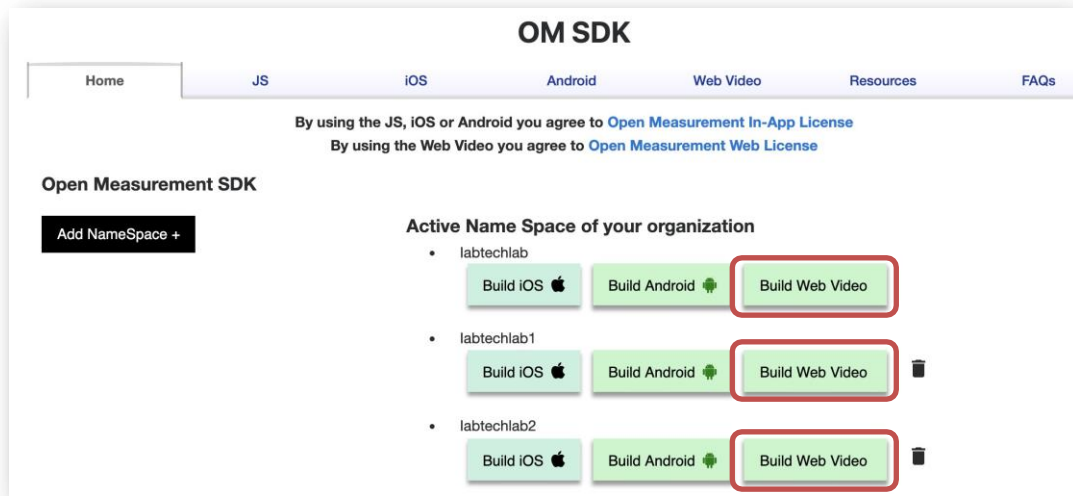 OM SDK
Home JS iOS Android Web Video Resources FAQs
By using the JS, iOS or Android you agree to Open Measurement In-App License
By using the Web Video you agree to Open Measurement Web License
Open Measurement SDK
Add NameSpace +
Active Name Space of your organization
• Iabtechlab
Build iOS Build Android Build Web Video
• Iabtechlab1
Build iOS Build Android Build Web Video
• Iabtechlab2
Build iOS Build Android Build Web Video